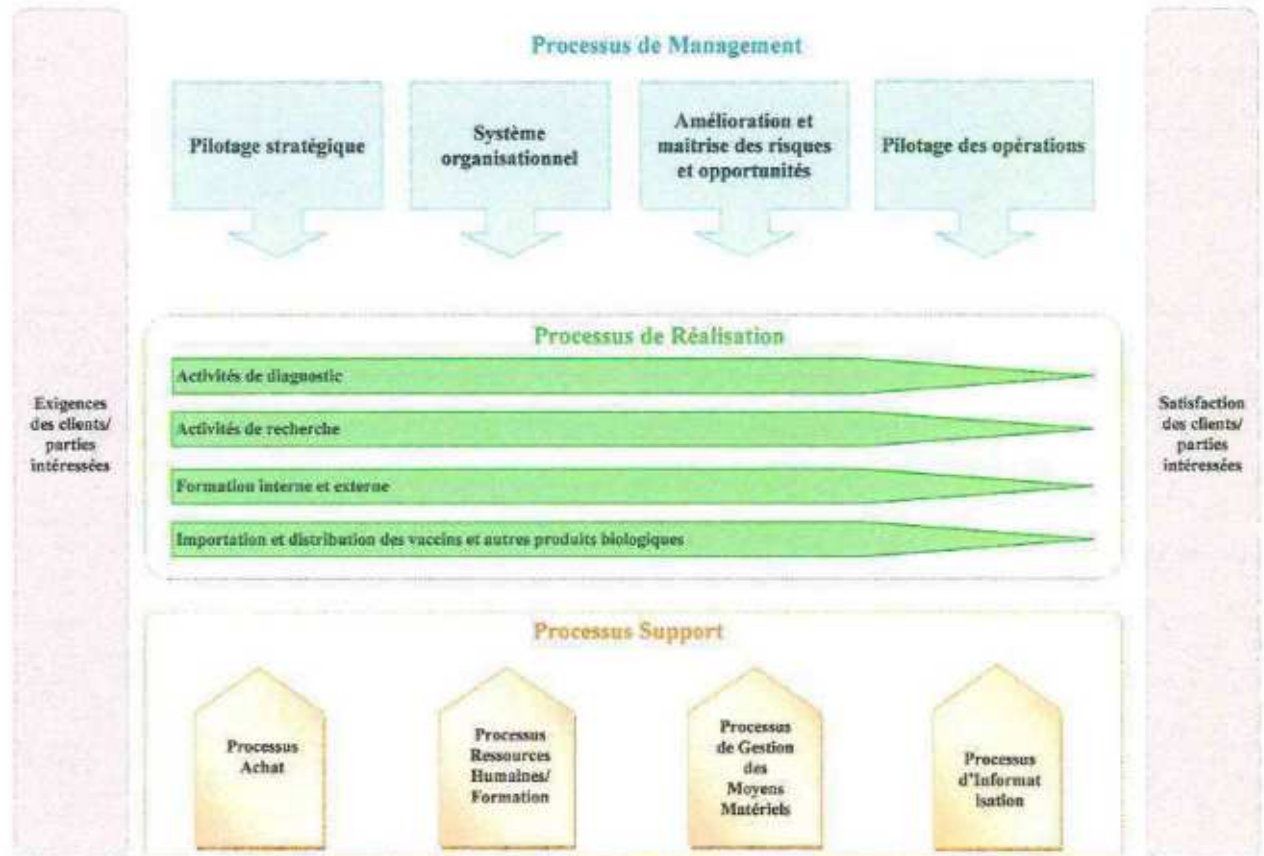 Processus de Management
Pilotage stratégique
Système
organisationnel
Amélioration et
maîtrise des risques
et opportunités
Pilotage des opérations
Exigences
des clients/
parties
intéressées
Processus de Réalisation
Activités de diagnostic
Activités de recherche
Formation interne et externe
Importation et distribution des vaccins et autres produits biologiques
Satisfaction
des clients/
parties
intéressées
Processus Support
Processus
Achat
Processus
Ressources
Humaines/
Formation
Processus
de Gestion
des
Moyens
Matériels
Processus
d'Informat
isation